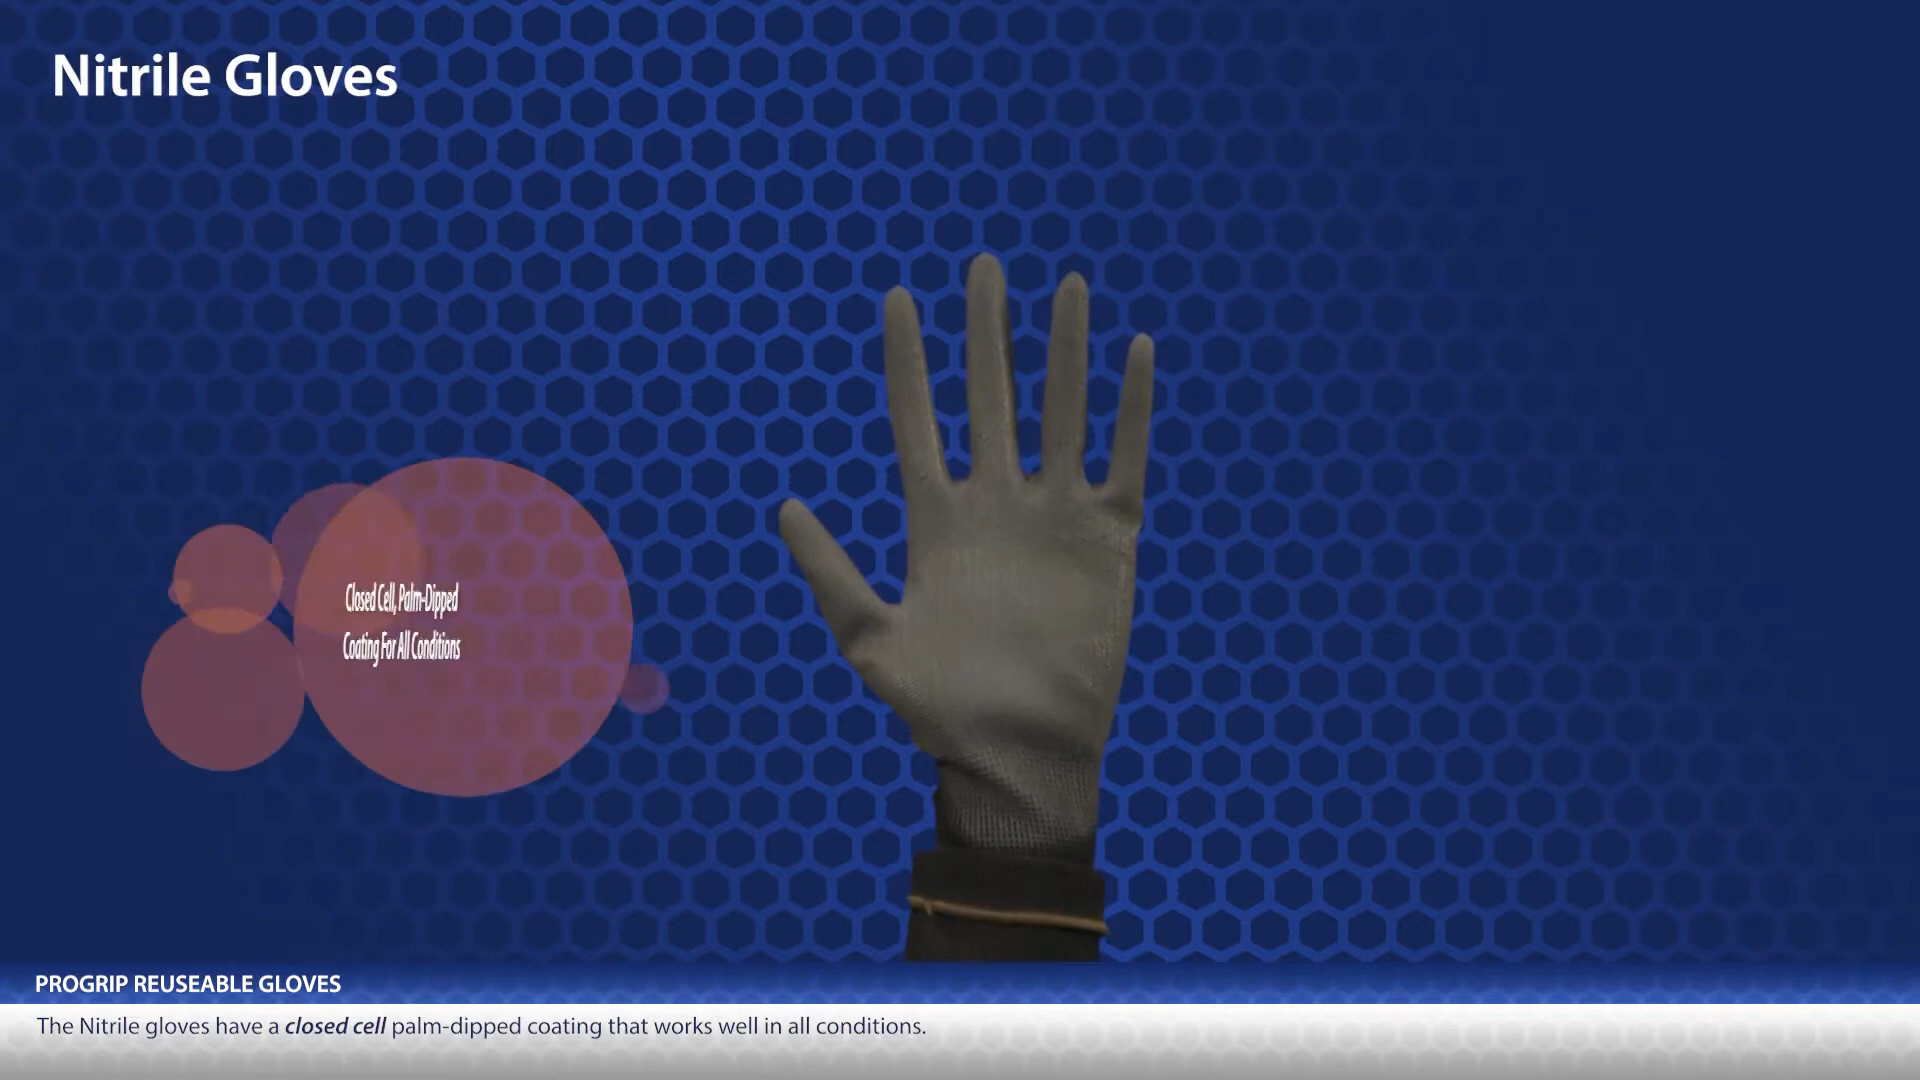 Nitrile Gloves
Closed Cell, Palm-Dipped
Coating For All Conditions
PROGRIP REUSEABLE GLOVES
The Nitrile gloves have a closed cell palm-dipped coating that works well in all conditions.